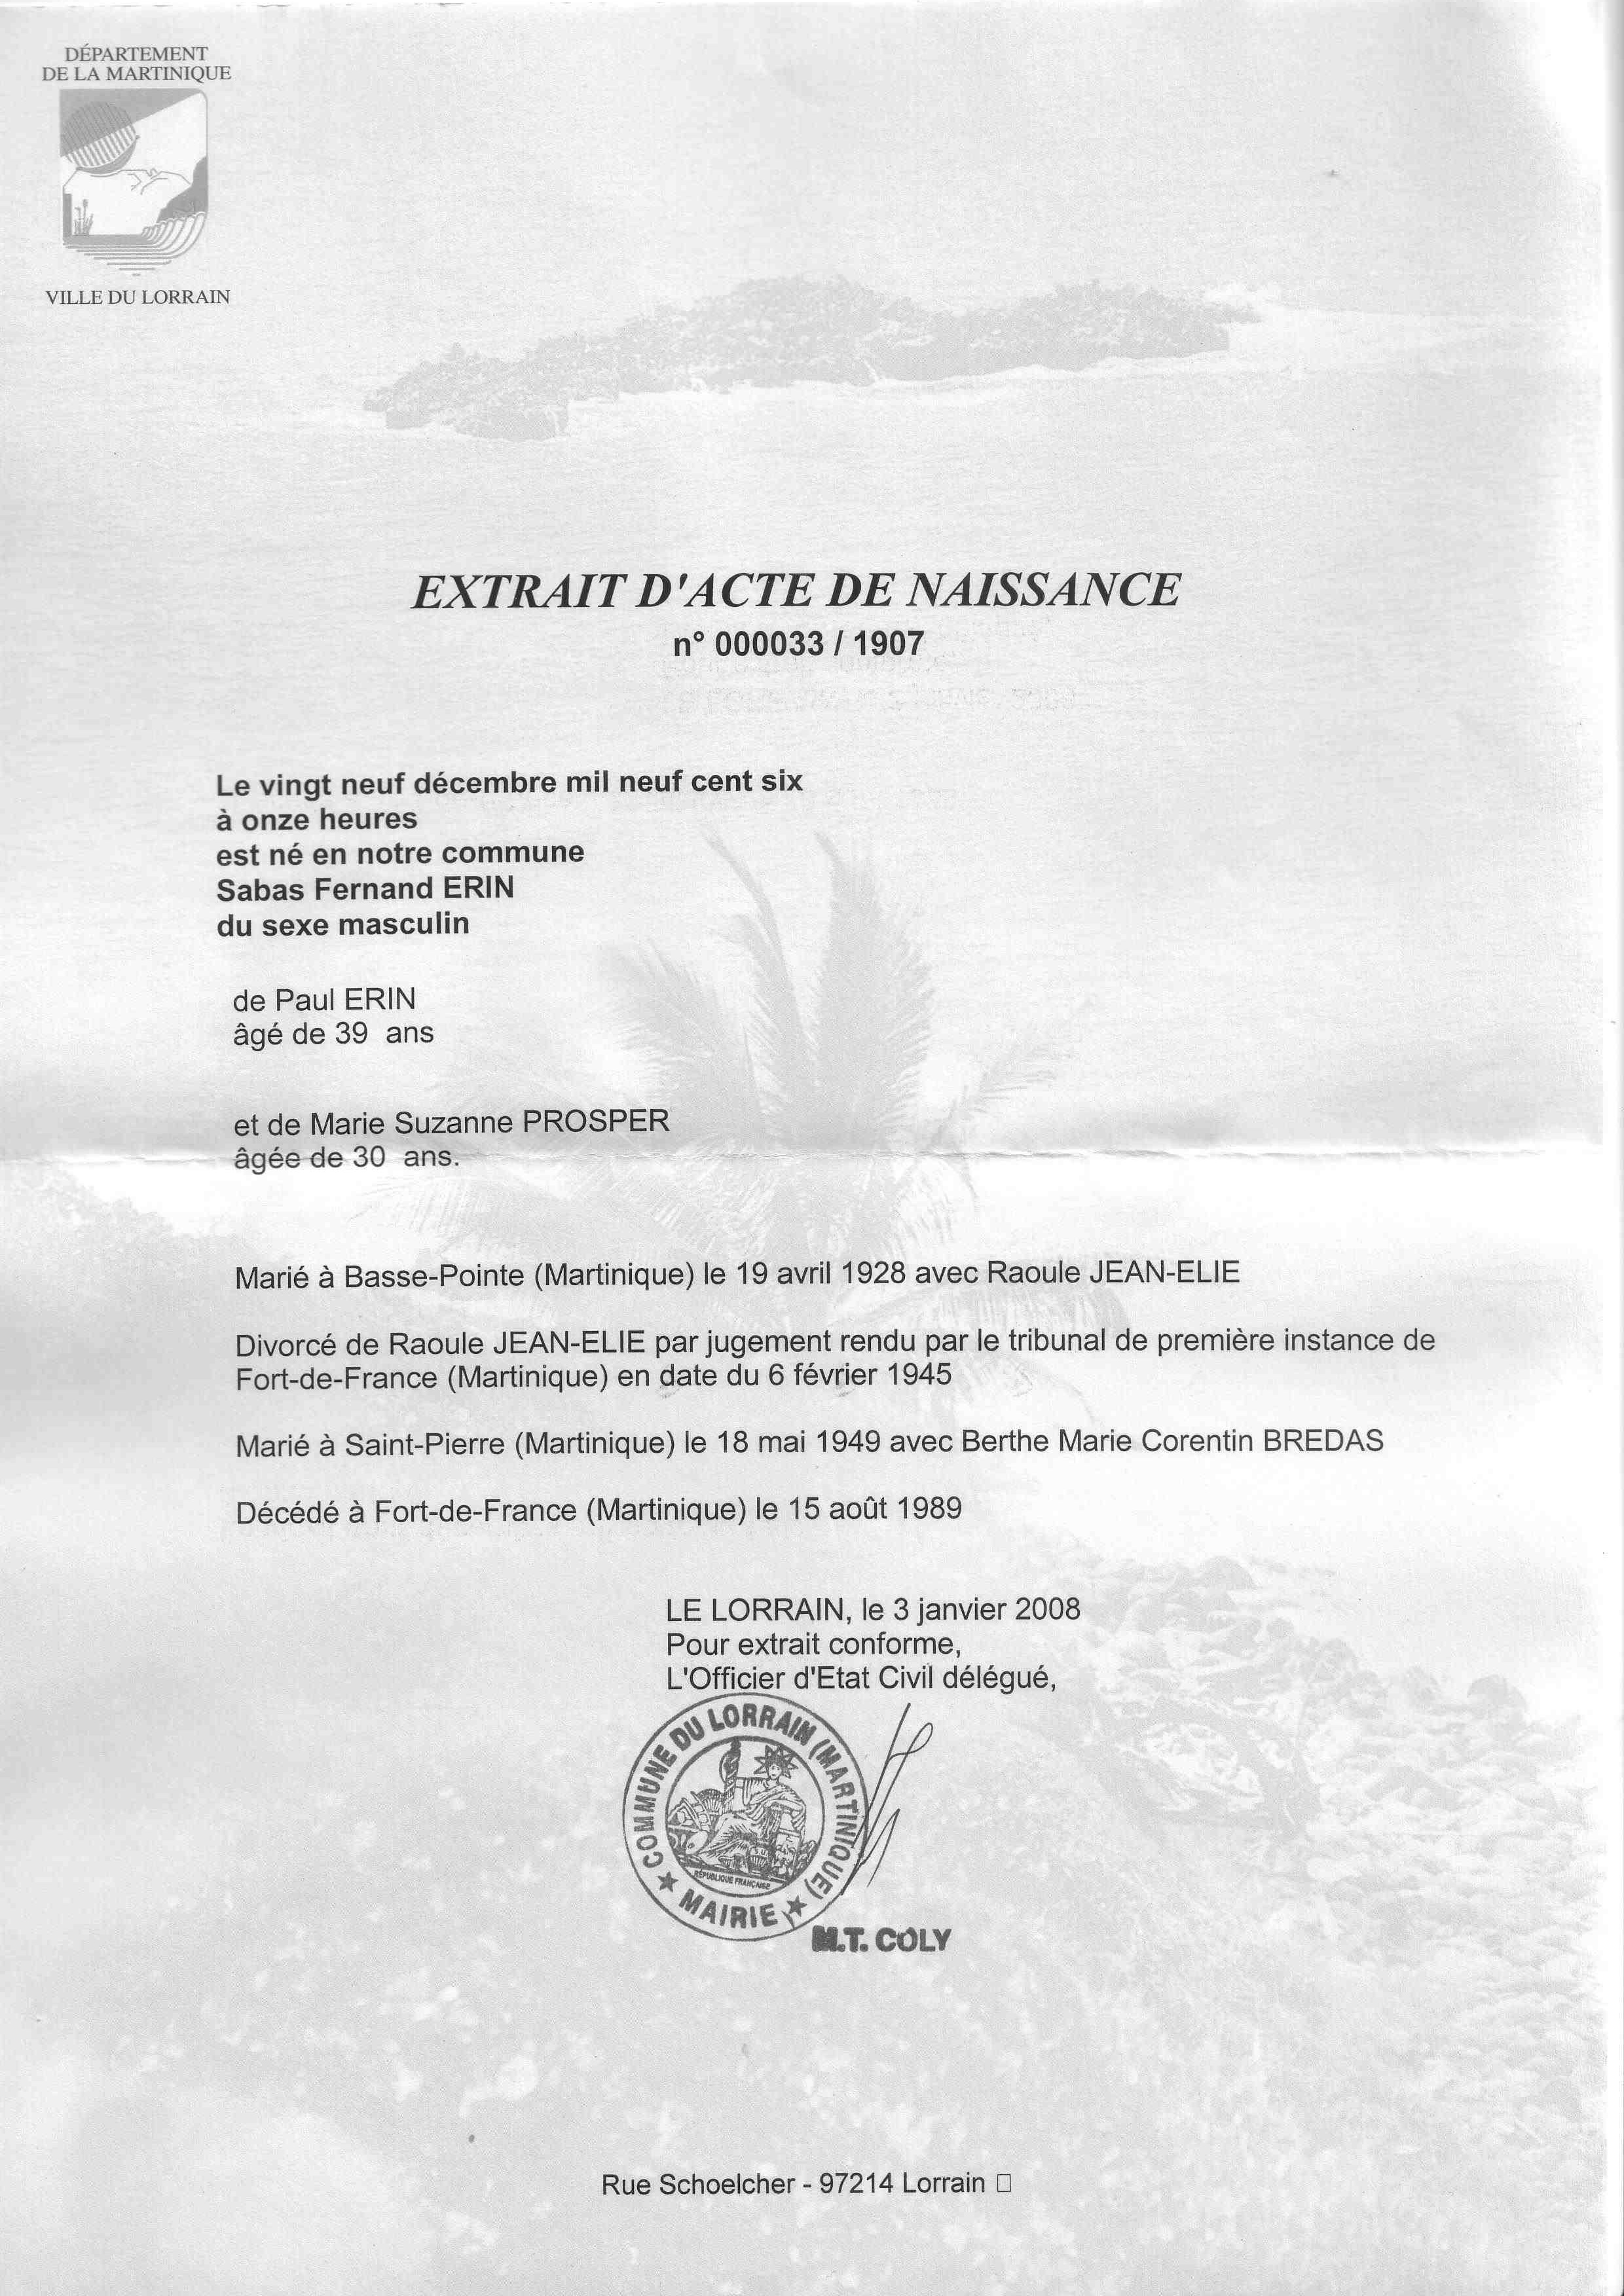 DÉPARTEMENT
DE LA MARTINIQUE
VILLE DU LORRAIN
EXTRAIT D'ACTE DE NAISSANCE
n° 000033 / 1907
Le vingt neuf décembre mil neuf cent six
à onze heures
est né en notre commune
Sabas Fernand ERIN
du sexe masculin
de Paul ERIN
âgé de 39 ans
et de Marie Suzanne PROSPER
âgée de 30 ans.
Marié à Basse-Pointe (Martinique) le 19 avril 1928 avec Raoule JEAN-ELIE
Divorcé de Raoule JEAN-ELIE par jugement rendu par le tribunal de première instance de
Fort-de-France (Martinique) en date du 6 février 1945
Marié à Saint-Pierre (Martinique) le 18 mai 1949 avec Berthe Marie Corentin BREDAS
Décédé à Fort-de-France (Martinique) le 15 août 1989
LE LORRAIN, le 3 janvier 2008
Pour extrait conforme,
L'Officier d'Etat Civil délégué,
COMMUNE DU LORRAIN (MARTINIQUE)
RÉPUBLIQUE FRANÇAISE
★ MAIRIE ★
M.T. COLY
Rue Schoelcher - 97214 Lorrain □